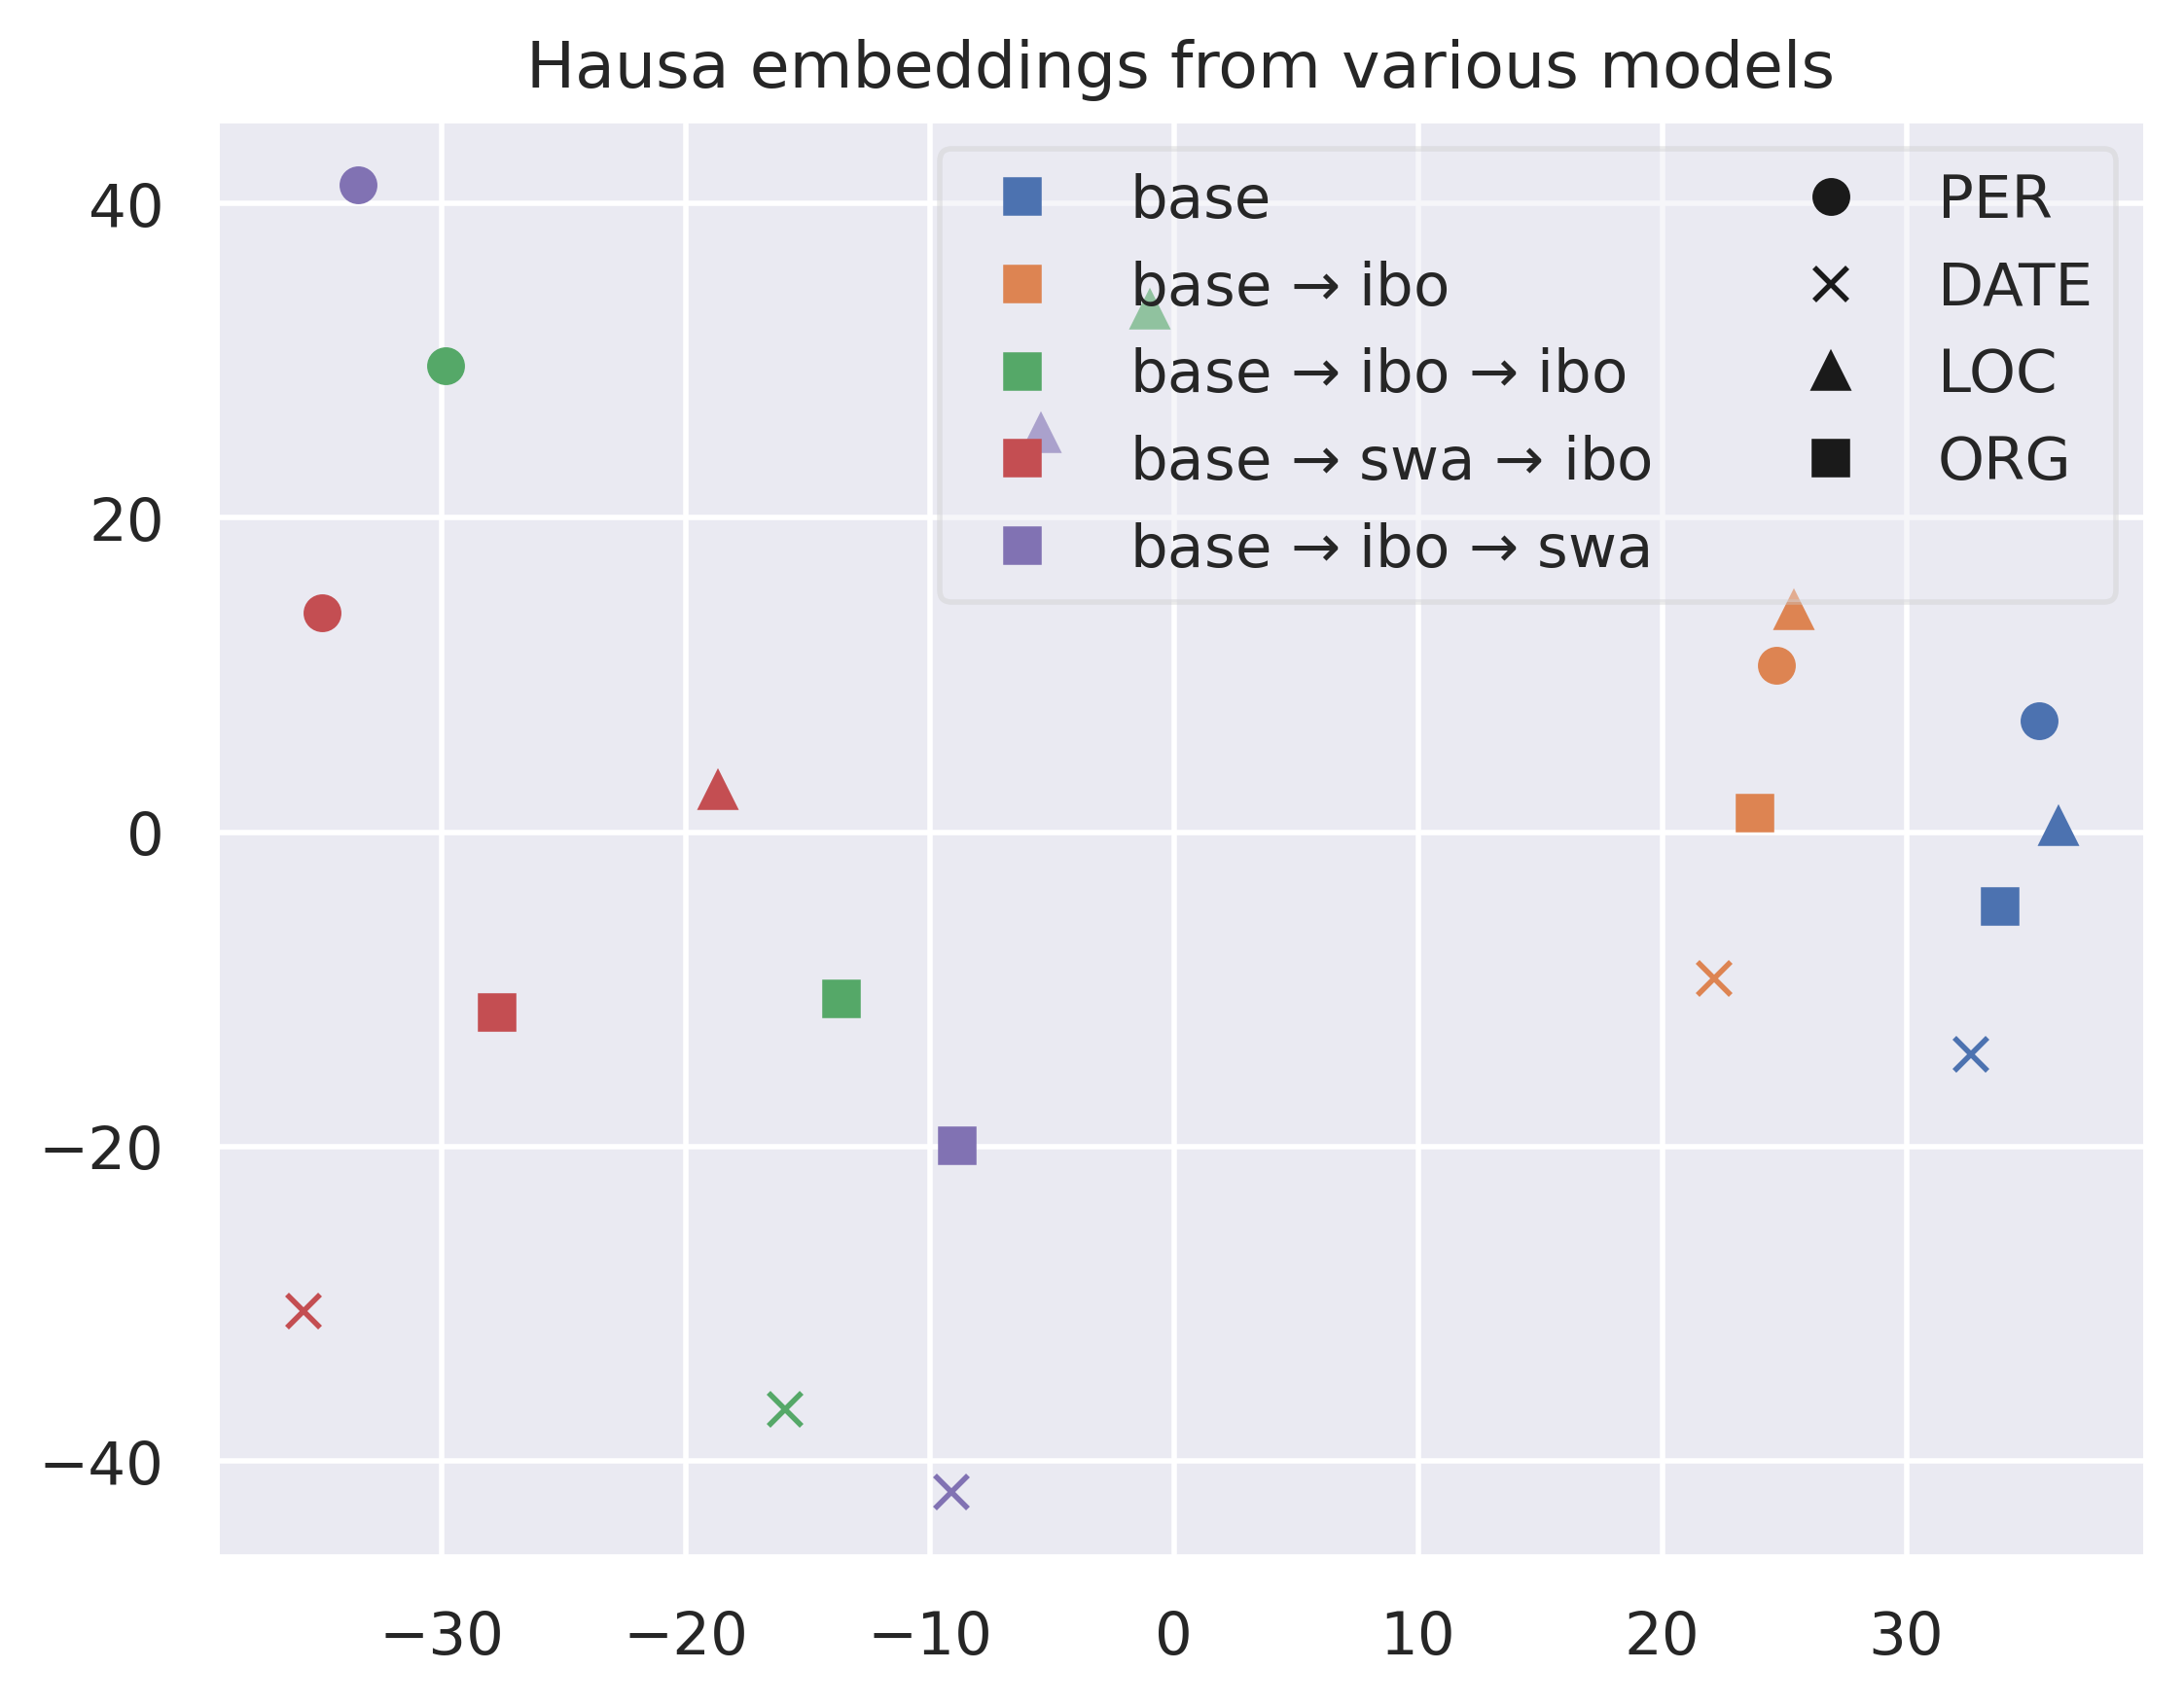 Hausa embeddings from various models
base
base → ibo
base → ibo → ibo
base → swa → ibo
base → ibo → swa
PER
DATE
LOC
ORG
40
20
0
−20
−40
−30 −20 −10 0 10 20 30